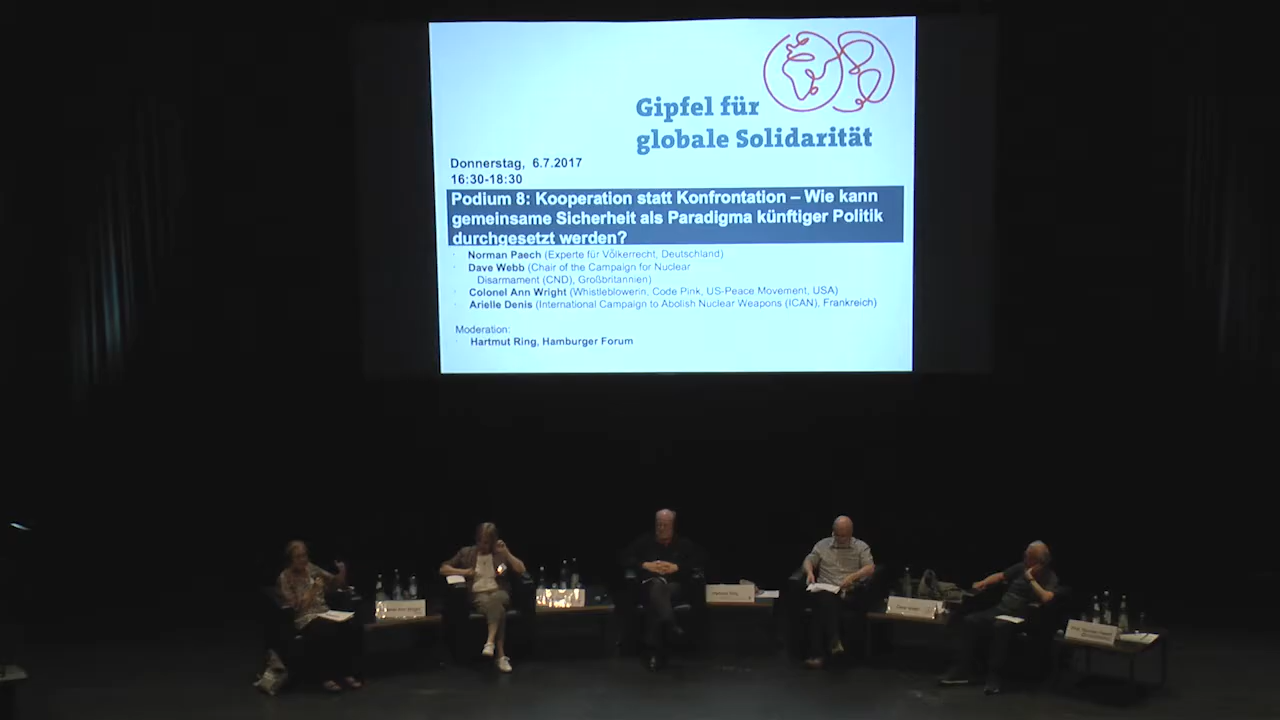 Gipfel für
globale Solidarität
Donnerstag, 6.7.2017
16:30-18:30
Podium 8: Kooperation statt Konfrontation – Wie kann
gemeinsame Sicherheit als Paradigma künftiger Politik
durchgesetzt werden?
Norman Paech (Experte für Völkerrecht, Deutschland)
Dave Webb (Chair of the Campaign for Nuclear
Disarmament (CND), Großbritannien)
Colonel Ann Wright (Whistleblowerin, Code Pink, US-Peace Movement, USA)
Arielle Denis (International Campaign to Abolish Nuclear Weapons (ICAN), Frankreich)
Moderation:
Hartmut Ring, Hamburger Forum